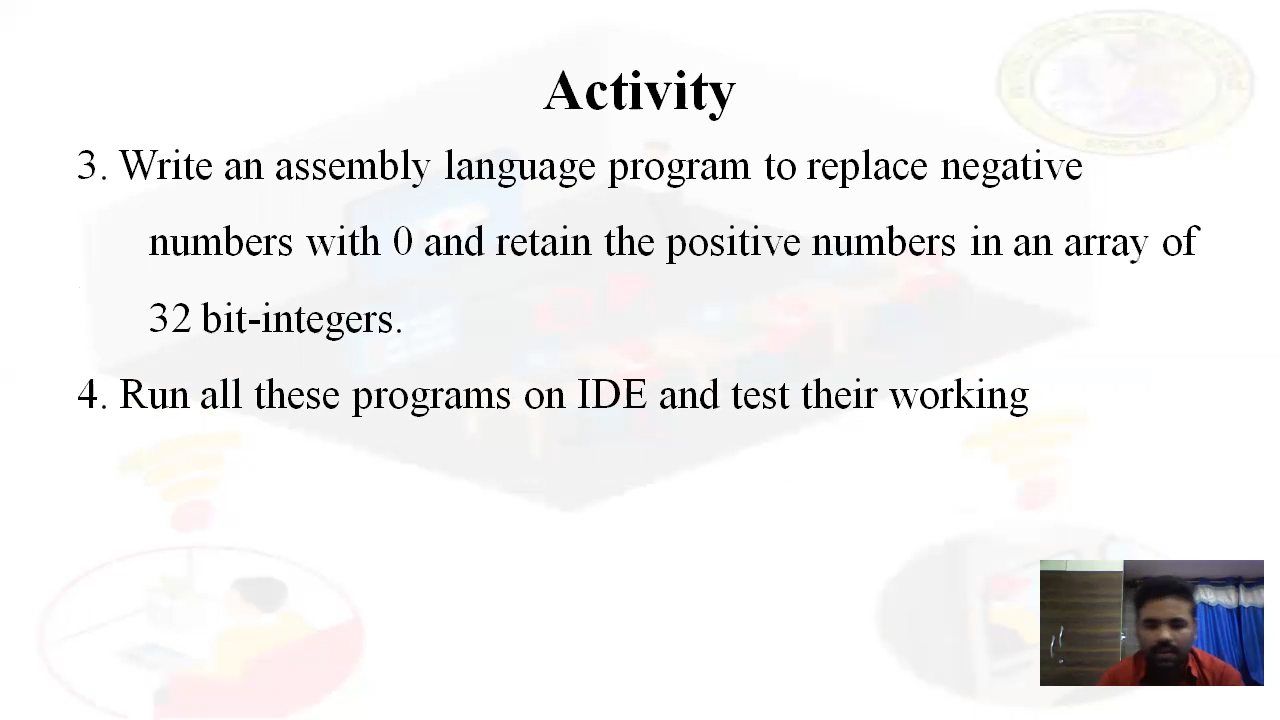 Activity
3. Write an assembly language program to replace negative
numbers with 0 and retain the positive numbers in an array of
32 bit-integers.
4. Run all these programs on IDE and test their working